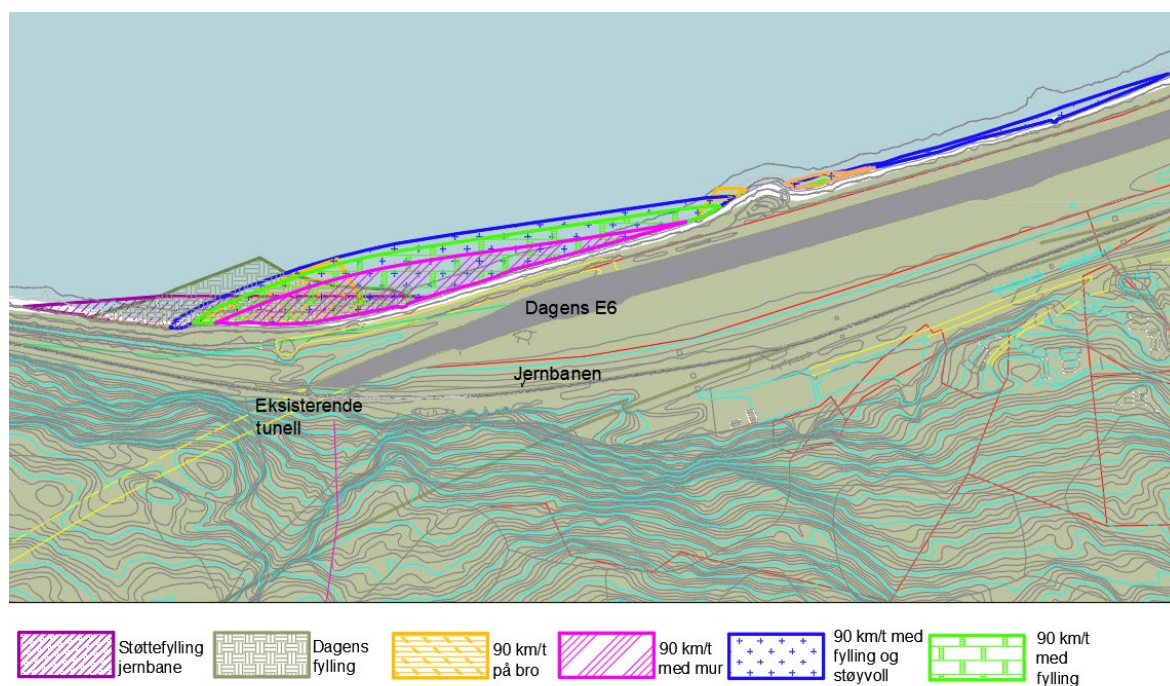 Dagens E6
Jernbanen
Eksisterende
tunell
Støttefylling
jernbane
Dagens
fylling
90 km/t
på bro
90 km/t
med mur
90 km/t med
fylling og
støyvoll
90 km/t
med
fylling